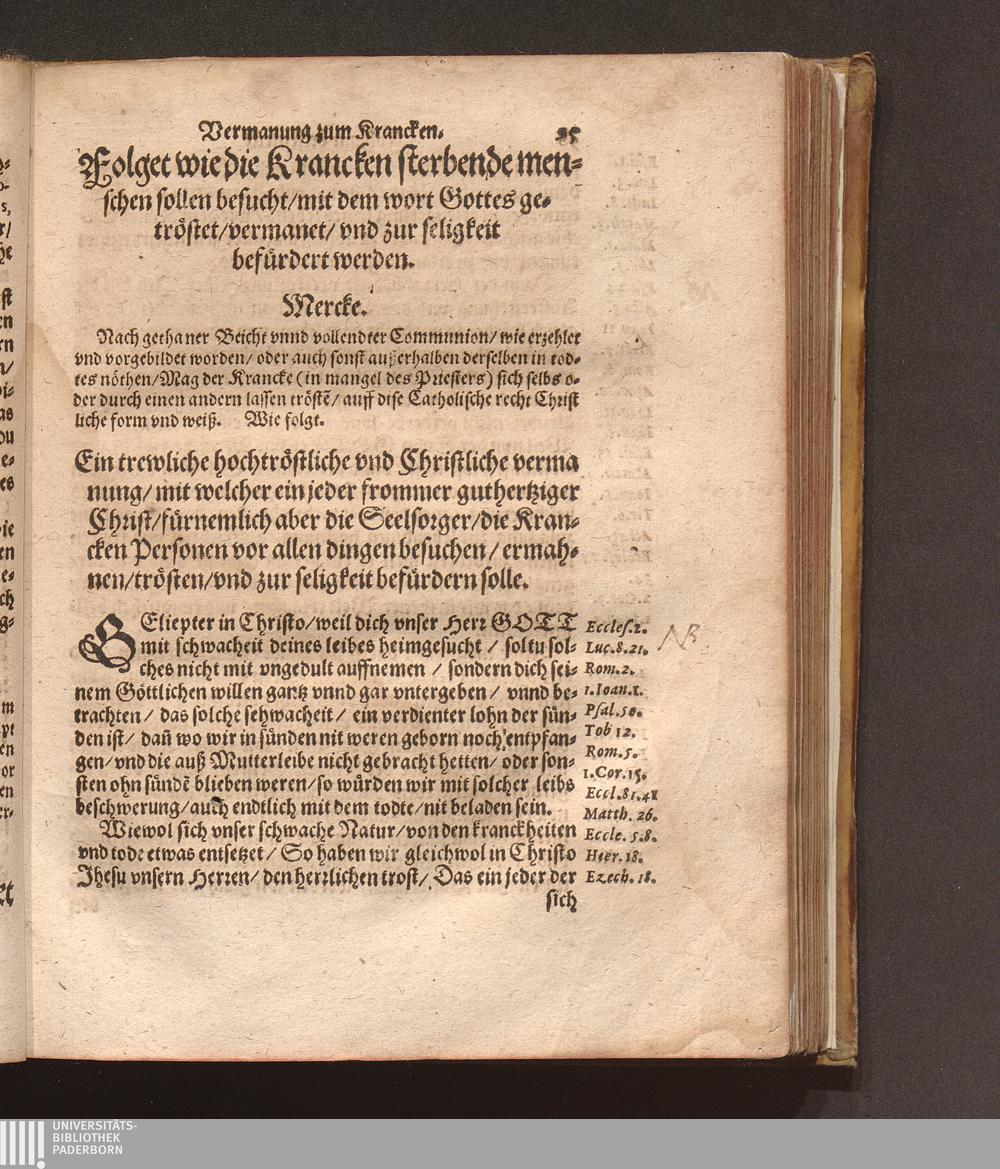 Vermanung zum Krancken. 25
Folget wie die Krancken sterbende men-
schen sollen besucht/mit dem wort Gottes ge-
tröstet/vermanet/ vnd zur seligkeit
befürdert werden.
Mercke.
Nach gethaner Beicht vnnd vollendter Communion/ wie erzehlet
vnd vorgebildet worden/ oder auch sonst ausserhalben derselben in tod-
tes nöthen/Mag der Krancke (in mangel des Priesters) sich selbs o-
der durch einen andern lassen tröstẽ/ auff dise Catholische recht Christ
liche form vnd weiß. Wie folgt.
Ein trewliche hochtröstliche vnd Christliche verma
nung/ mit welcher ein jeder frommer guthertziger
Christ/fürnemlich aber die Seelsorger/die Kran-
cken Personen vor allen dingen besuchen/ ermah-
nen/trösten/vnd zur seligkeit befürdern solle.
GEliepter in Christo/weil dich vnser Herr GOTT
mit schwacheit deines leibes heimgesucht / soltu sol-
ches nicht mit vngedult auffnemen / sondern dich sei-
nem Göttlichen willen gantz vnnd gar vntergeben / vnnd be-
trachten/ das solche sehwacheit/ ein verdienter lohn der sün-
den ist/ dañ wo wir in sünden nit weren geborn noch entpfan-
gen/vnd die auß Mutterleibe nicht gebracht hetten/ oder son-
sten ohn sündẽ blieben weren/so würden wir mit solcher leibs
beschwerung/auch endtlich mit dem todte/nit beladen sein.
Wiewol sich vnser schwache Natur/von den kranckheiten
vnd tode etwas entsetzet/ So haben wir gleichwol in Christo
Jhesu vnsern Herren/ den herrlichen trost/ Das ein jeder der
sich
Eccles.2.
Luc.8.21.
Rom.2.
1.Ioan.1.
Psal.50.
Tob 12.
Rom.5.
1.Cor.15.
Eccl.81.41
Matth. 26.
Eccle. 5.8.
Hier.18.
Ezech. 18.
NB
UNIVERSITÄTS-
BIBLIOTHEK
PADERBORN